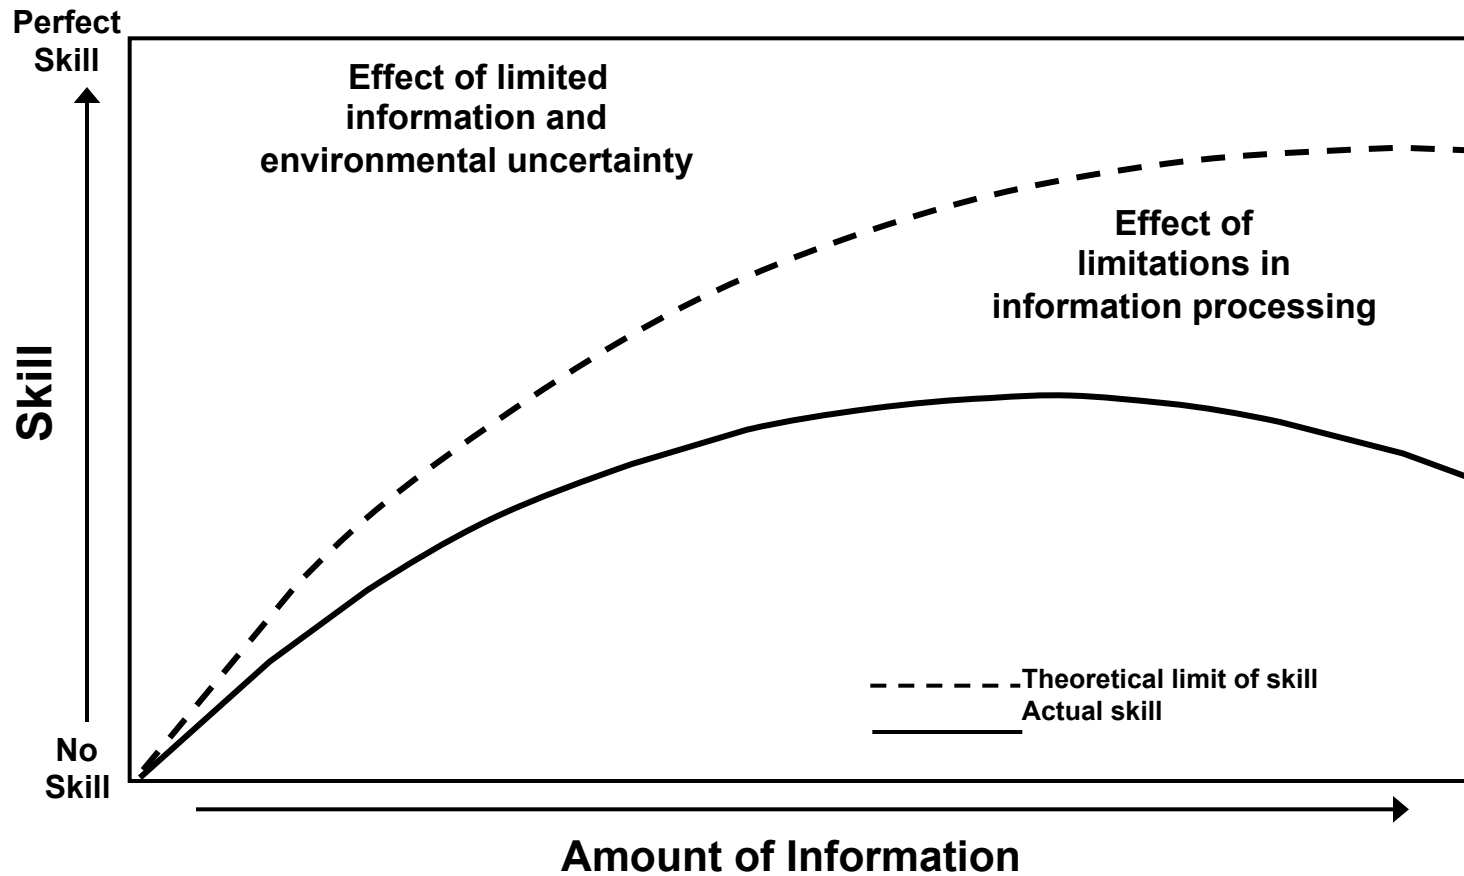 Perfect
Skill
Effect of limited
information and
environmental uncertainty
Effect of
limitations in
information processing
Skill
Theoretical limit of skill
Actual skill
No
Skill
Amount of Information